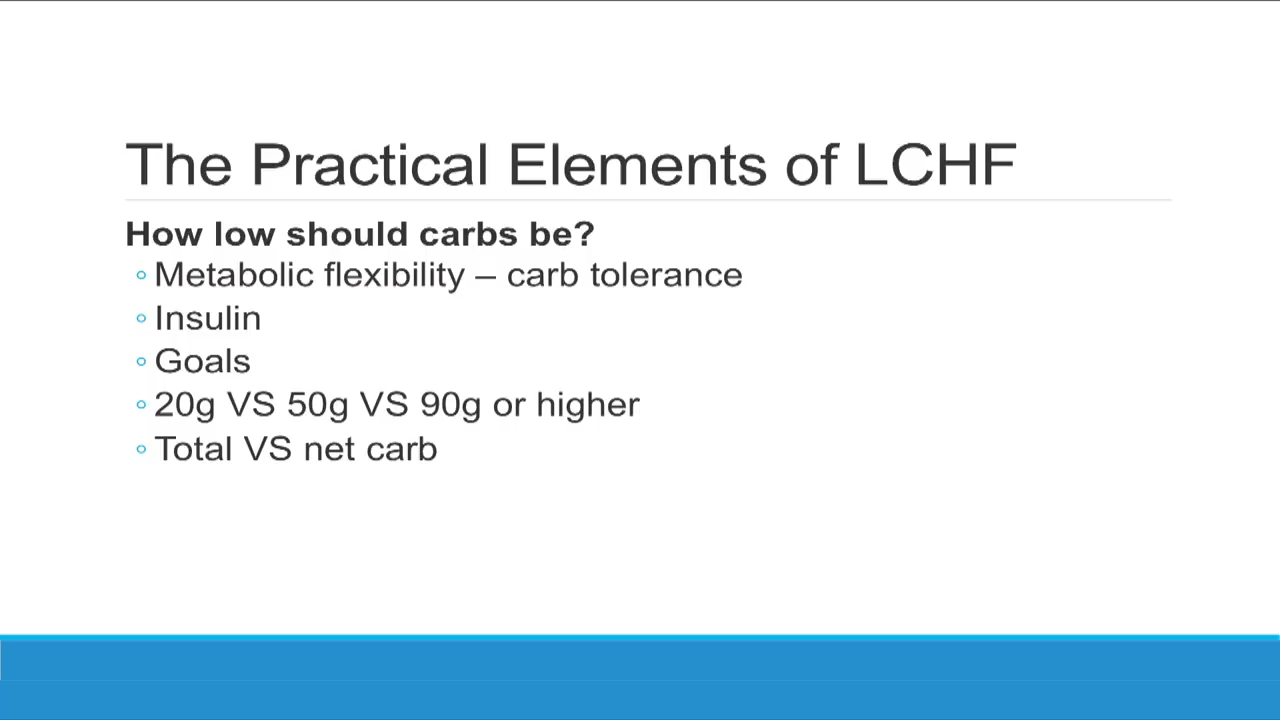 The Practical Elements of LCHF
How low should carbs be?
◦ Metabolic flexibility – carb tolerance
◦ Insulin
◦ Goals
◦ 20g VS 50g VS 90g or higher
◦ Total VS net carb